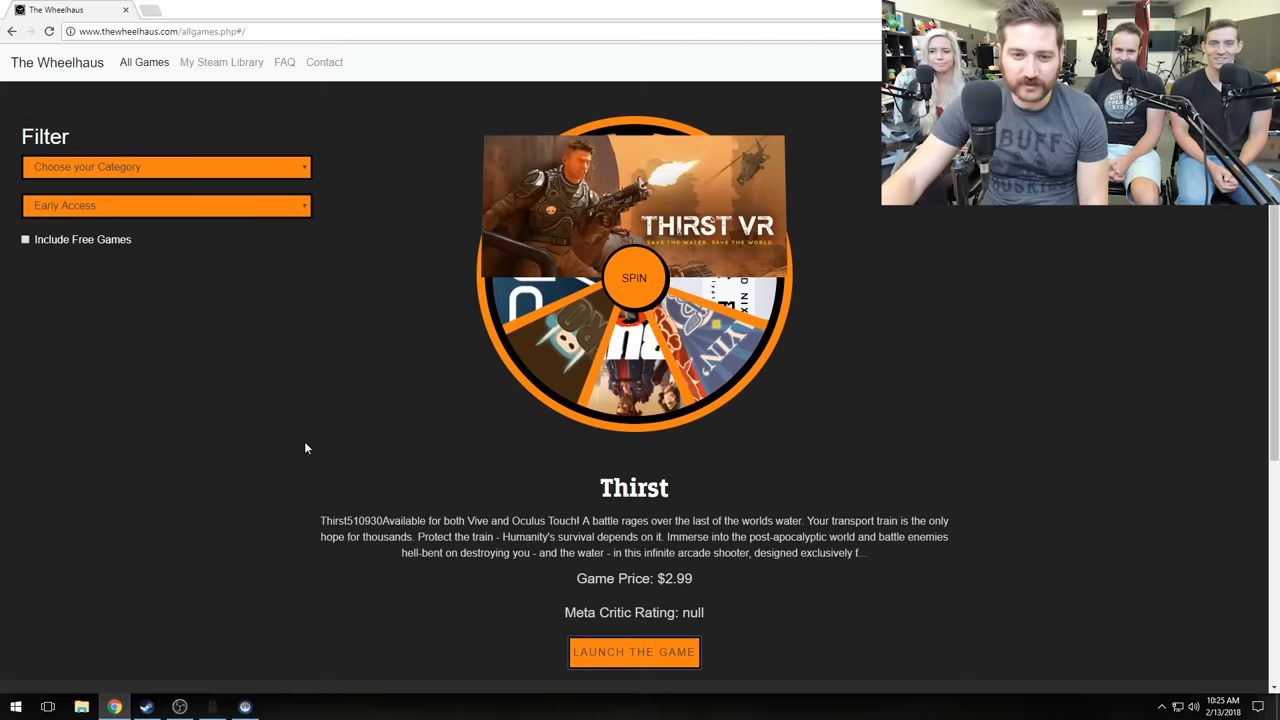 The Wheelhaus
www.thewheelhaus.com/allgames.php#/
The Wheelhaus
All Games
My Steam Library
FAQ
Contact
Filter
Choose your Category
Early Access
Include Free Games
THIRST VR
SAVE THE WATER. SAVE THE WORLD.
SPIN
Thirst
Thirst510930Available for both Vive and Oculus Touch! A battle rages over the last of the worlds water. Your transport train is the only
hope for thousands. Protect the train - Humanity's survival depends on it. Immerse into the post-apocalyptic world and battle enemies
hell-bent on destroying you - and the water - in this infinite arcade shooter, designed exclusively f...
Game Price: $2.99
Meta Critic Rating: null
LAUNCH THE GAME
BUFF
HUSKIES
10:25 AM
2/13/2018